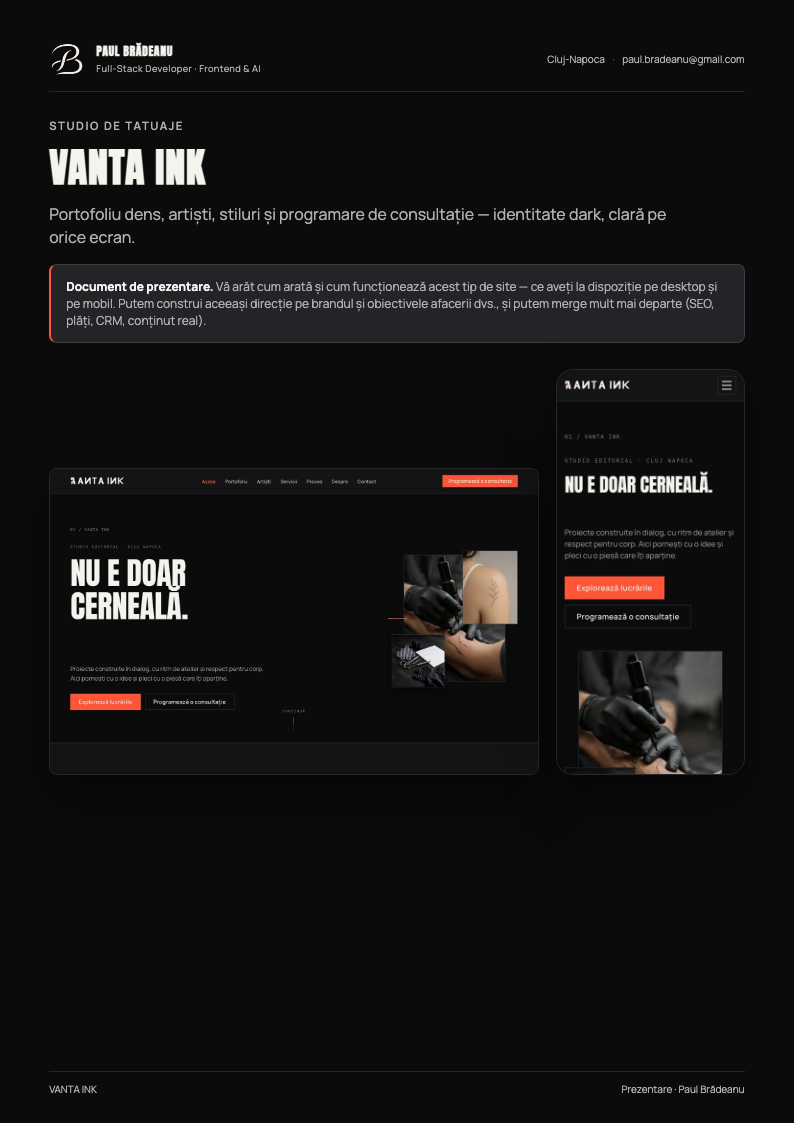 PAUL BRĂDEANU
Full-Stack Developer · Frontend & AI
Cluj-Napoca · paul.bradeanu@gmail.com
STUDIO DE TATUAJE
VANTA INK
Portofoliu dens, artiști, stiluri și programare de consultație — identitate dark, clară pe
orice ecran.
Document de prezentare. Vă arăt cum arată și cum funcționează acest tip de site — ce aveți la dispoziție pe desktop și
pe mobil. Putem construi aceeași direcție pe brandul și obiectivele afacerii dvs., și putem merge mult mai departe (SEO,
plăți, CRM, conținut real).
VANTA INK
Acasă Portofoliu Artiști Servicii Proces Despre Contact
Programează o consultație
01 / VANTA INK
STUDIO EDITORIAL · CLUJ NAPOCA
NU E DOAR
CERNEALĂ.
Proiecte construite în dialog, cu ritm de atelier și respect pentru corp.
Aici pornești cu o idee și pleci cu o piesă care îți aparține.
Explorează lucrările
Programează o consultație
CONTINUĂ
VANTA INK
01 / VANTA INK
STUDIO EDITORIAL · CLUJ NAPOCA
NU E DOAR CERNEALĂ.
Proiecte construite în dialog, cu ritm de atelier și
respect pentru corp. Aici pornești cu o idee și
pleci cu o piesă care îți aparține.
Explorează lucrările
Programează o consultație
VANTA INK
Prezentare · Paul Brădeanu